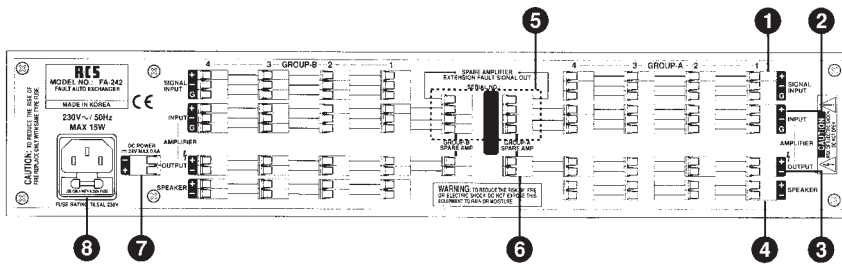 5
1
2
RCS
MODEL NO.: FA-242
FAULT AUTO EXCHANGER
MADE IN KOREA
CE
230V~/50Hz
MAX 15W
CAUTION: TO REDUCE THE RISK OF
FIRE REPLACE ONLY WITH SAME TYPE FUSE.
FUSE RATING T0.5AL 230V
DC POWER
24V MAX 0.6A
4 3 GROUP-B 2 1
SIGNAL
INPUT
+
−
G
INPUT
+
−
G
AMPLIFIER
OUTPUT
+
−
SPEAKER
+
−
SPARE AMPLIFIER
EXTENSION FAULT SIGNAL OUT
SERIAL NO.
GROUP-B
SPARE AMP
GROUP-A
SPARE AMP
WARNING: TO REDUCE THE RISK OF FIRE
OR ELECTRIC SHOCK DO NOT EXPOSE THIS
EQUIPMENT TO RAIN OR MOISTURE.
4 3 GROUP-A 2 1
+
−
G
SIGNAL
INPUT
+
−
G
INPUT
AMPLIFIER
+
−
OUTPUT
+
−
SPEAKER
CAUTION
8
7
6
4
3